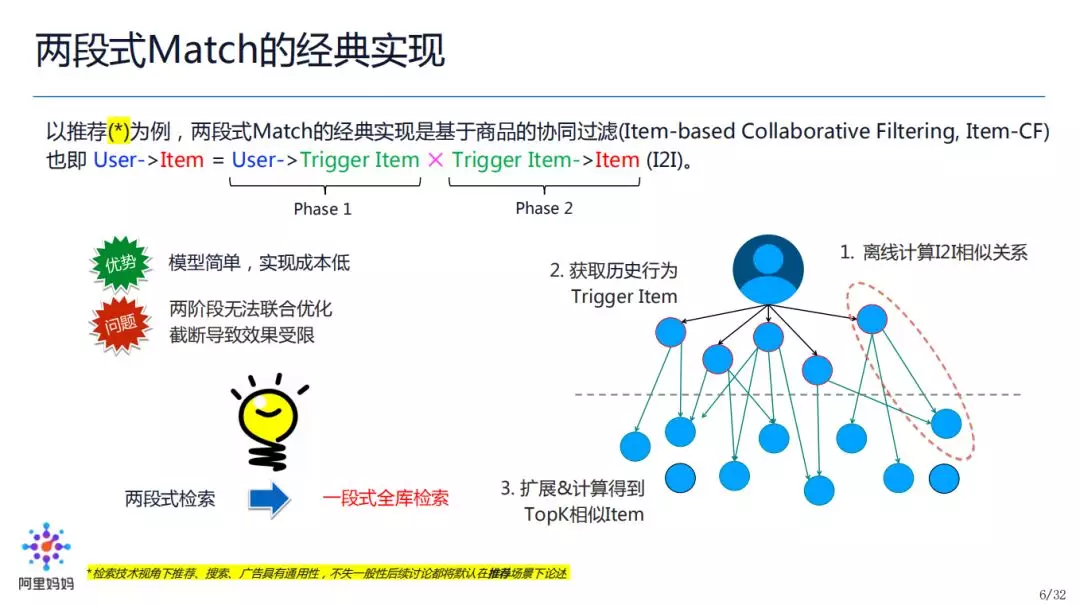 两段式Match的经典实现
以推荐(*)为例，两段式Match的经典实现是基于商品的协同过滤(Item-based Collaborative Filtering, Item-CF)
也即 User->Item = User->Trigger Item × Trigger Item->Item (I2I)。
Phase 1
Phase 2
优势
模型简单，实现成本低
问题
两阶段无法联合优化
截断导致效果受限
两段式检索
一段式全库检索
1. 离线计算I2I相似关系
2. 获取历史行为
Trigger Item
3. 扩展&计算得到
TopK相似Item
阿里妈妈
* 检索技术视角下推荐、搜索、广告具有通用性，不失一般性后续讨论都将默认在推荐场景下论述
6/32